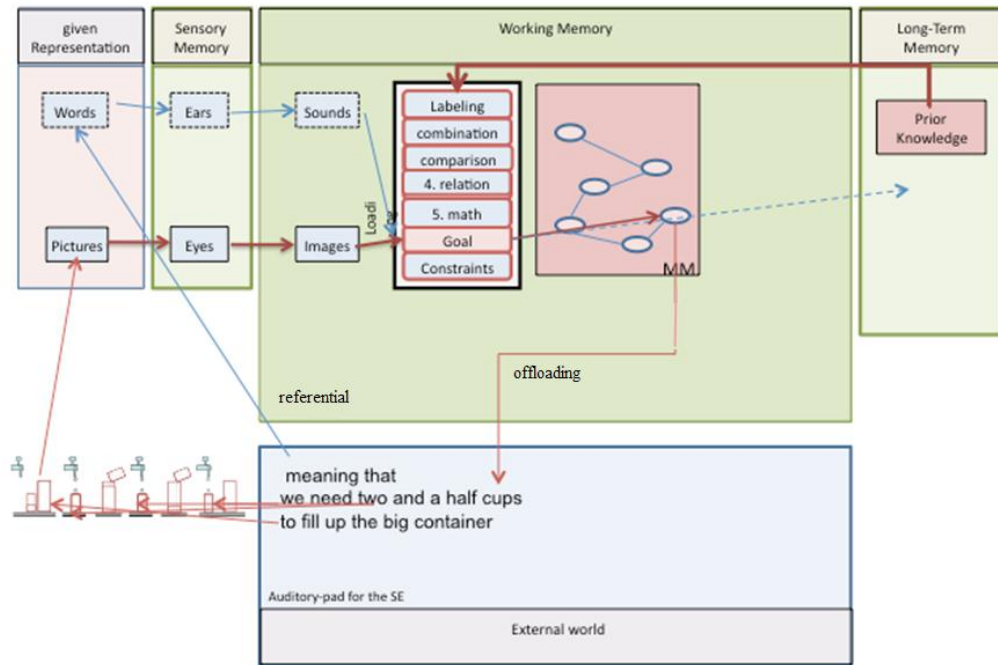 given
Representation
Sensory
Memory
Working Memory
Long-Term
Memory
Words
Ears
Sounds
Labeling
combination
comparison
4. relation
5. math
Goal
Constraints
Prior
Knowledge
Pictures
Eyes
Images
Loadi
MM
offloading
referential
meaning that
we need two and a half cups
to fill up the big container
Auditory-pad for the SE
External world